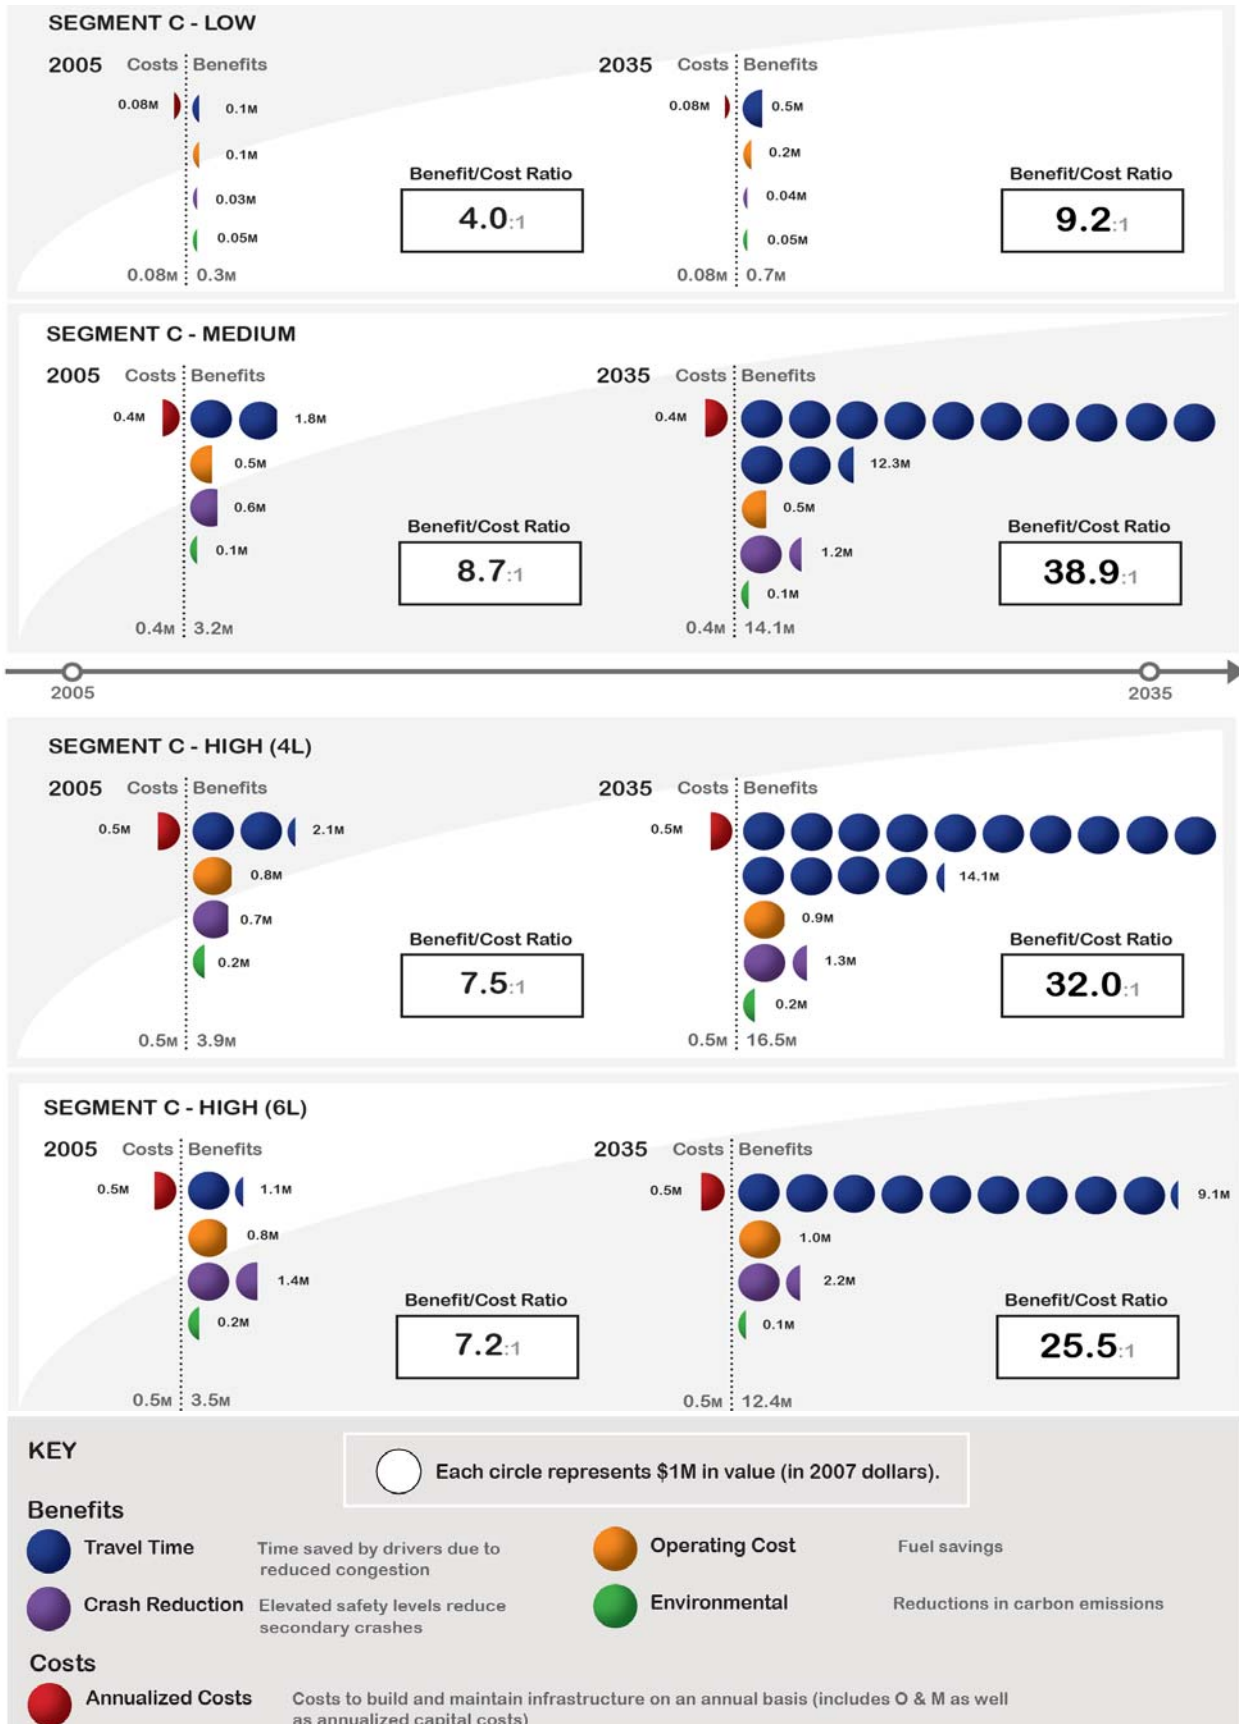 SEGMENT C - LOW
2005 Costs Benefits
0.08M 0.1M
0.1M
0.03M
0.05M
0.08M 0.3M
Benefit/Cost Ratio
4.0:1
2035 Costs Benefits
0.08M 0.5M
0.2M
0.04M
0.05M
0.08M 0.7M
Benefit/Cost Ratio
9.2:1
SEGMENT C - MEDIUM
2005 Costs Benefits
0.4M 1.8M
0.5M
0.6M
0.1M
0.4M 3.2M
Benefit/Cost Ratio
8.7:1
2035 Costs Benefits
0.4M
12.3M
0.5M
1.2M
0.1M
0.4M 14.1M
Benefit/Cost Ratio
38.9:1
2005 2035
SEGMENT C - HIGH (4L)
2005 Costs Benefits
0.5M 2.1M
0.8M
0.7M
0.2M
0.5M 3.9M
Benefit/Cost Ratio
7.5:1
2035 Costs Benefits
0.5M
14.1M
0.9M
1.3M
0.2M
0.5M 16.5M
Benefit/Cost Ratio
32.0:1
SEGMENT C - HIGH (6L)
2005 Costs Benefits
0.5M 1.1M
0.8M
1.4M
0.2M
0.5M 3.5M
Benefit/Cost Ratio
7.2:1
2035 Costs Benefits
0.5M 9.1M
1.0M
2.2M
0.1M
0.5M 12.4M
Benefit/Cost Ratio
25.5:1
KEY
Each circle represents $1M in value (in 2007 dollars).
Benefits
Travel Time Time saved by drivers due to
reduced congestion
Operating Cost Fuel savings
Crash Reduction Elevated safety levels reduce
secondary crashes
Environmental Reductions in carbon emissions
Costs
Annualized Costs Costs to build and maintain infrastructure on an annual basis (includes O & M as well
as annualized capital costs)